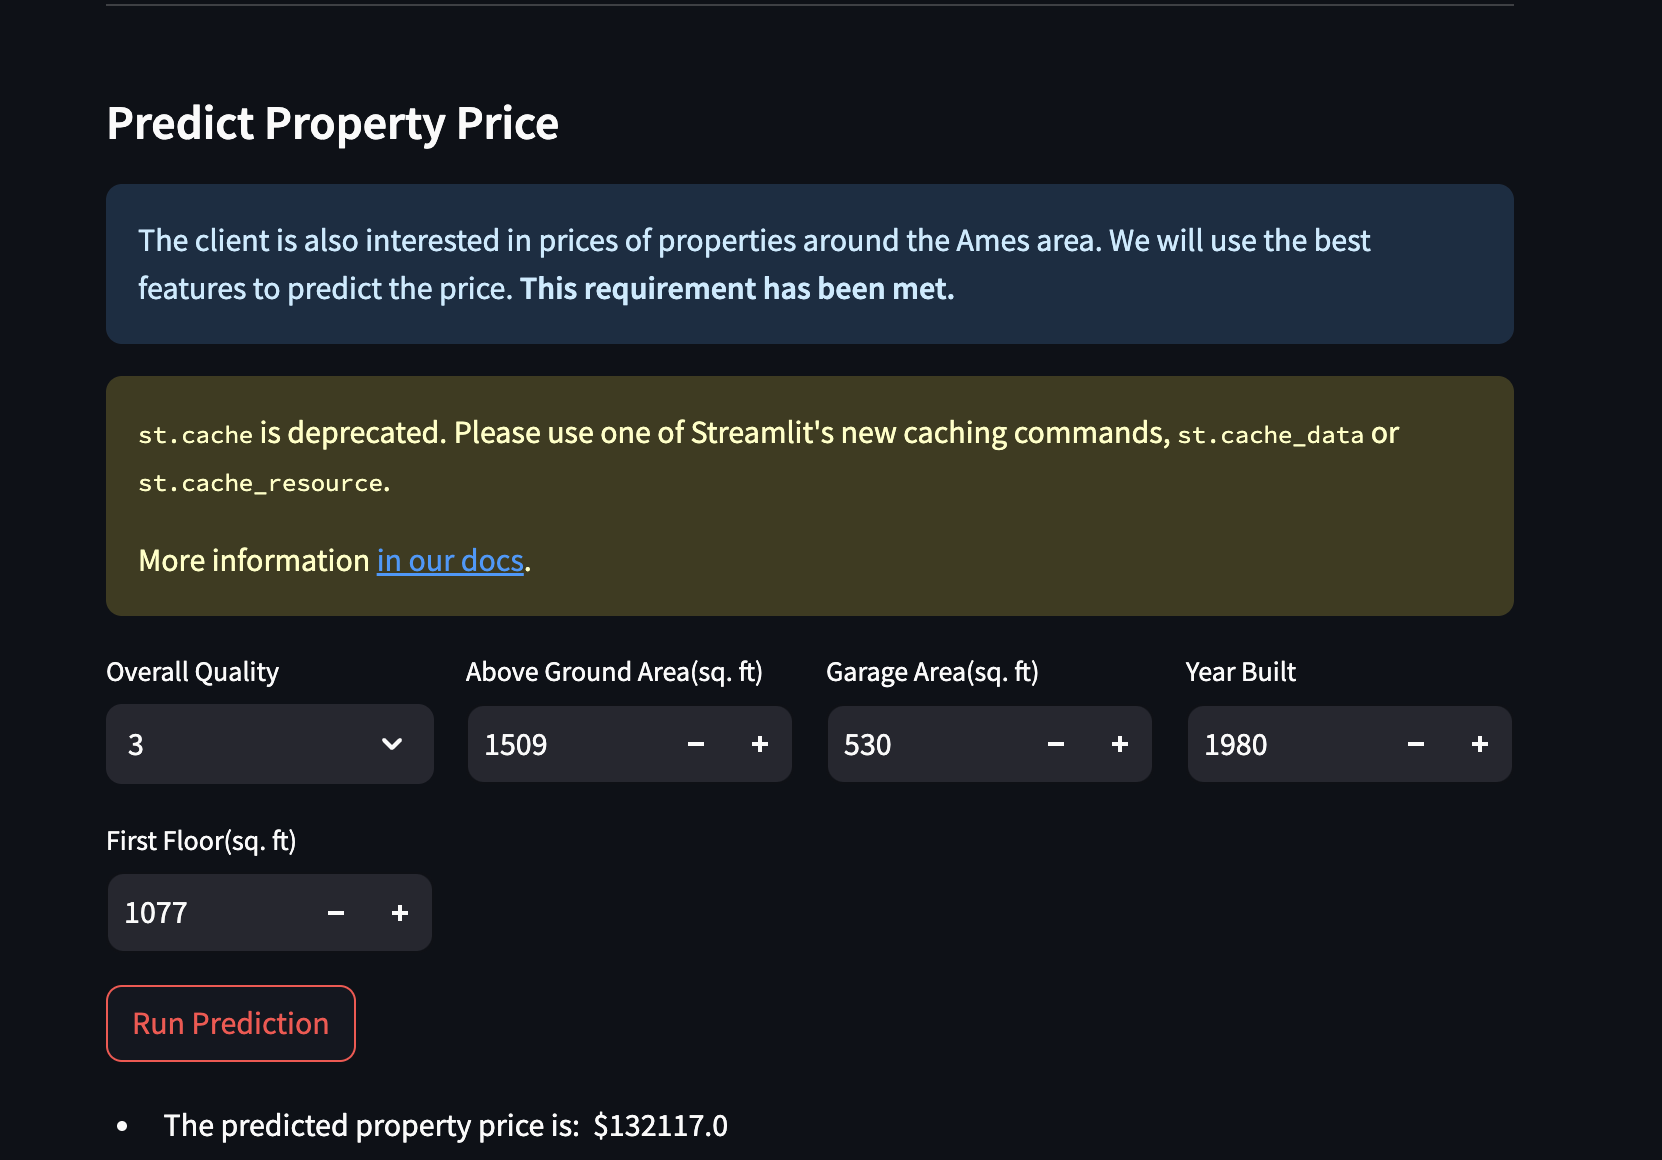 Predict Property Price
The client is also interested in prices of properties around the Ames area. We will use the best
features to predict the price. This requirement has been met.
st.cache is deprecated. Please use one of Streamlit's new caching commands, st.cache_data or
st.cache_resource.
More information in our docs.
Overall Quality Above Ground Area(sq. ft) Garage Area(sq. ft) Year Built
3 1509 − + 530 − + 1980 − +
First Floor(sq. ft)
1077 − +
Run Prediction
• The predicted property price is: $132117.0